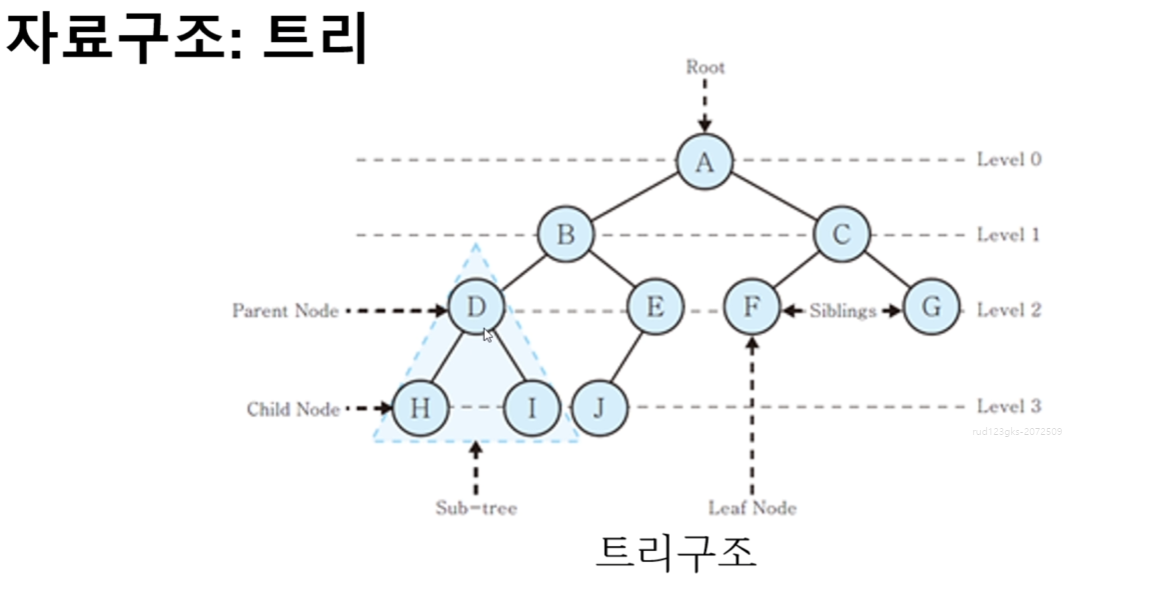 자료구조: 트리
Root
A
Level 0
B
C
Level 1
Parent Node
D
E
F
Siblings
G
Level 2
Child Node
H
I
J
Level 3
rud123gks-2072509
Sub-tree
Leaf Node
트리구조